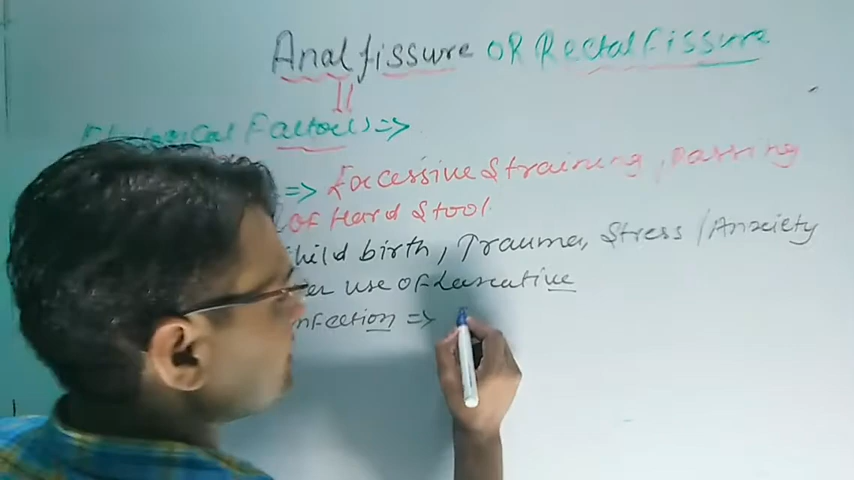 Anal fissure OR Rectal fissure
Factors =>
=> Excessive Straining, passing
of Hard Stool.
child birth, Trauma, Stress / Anxiety
use of Laxcative
infection =>